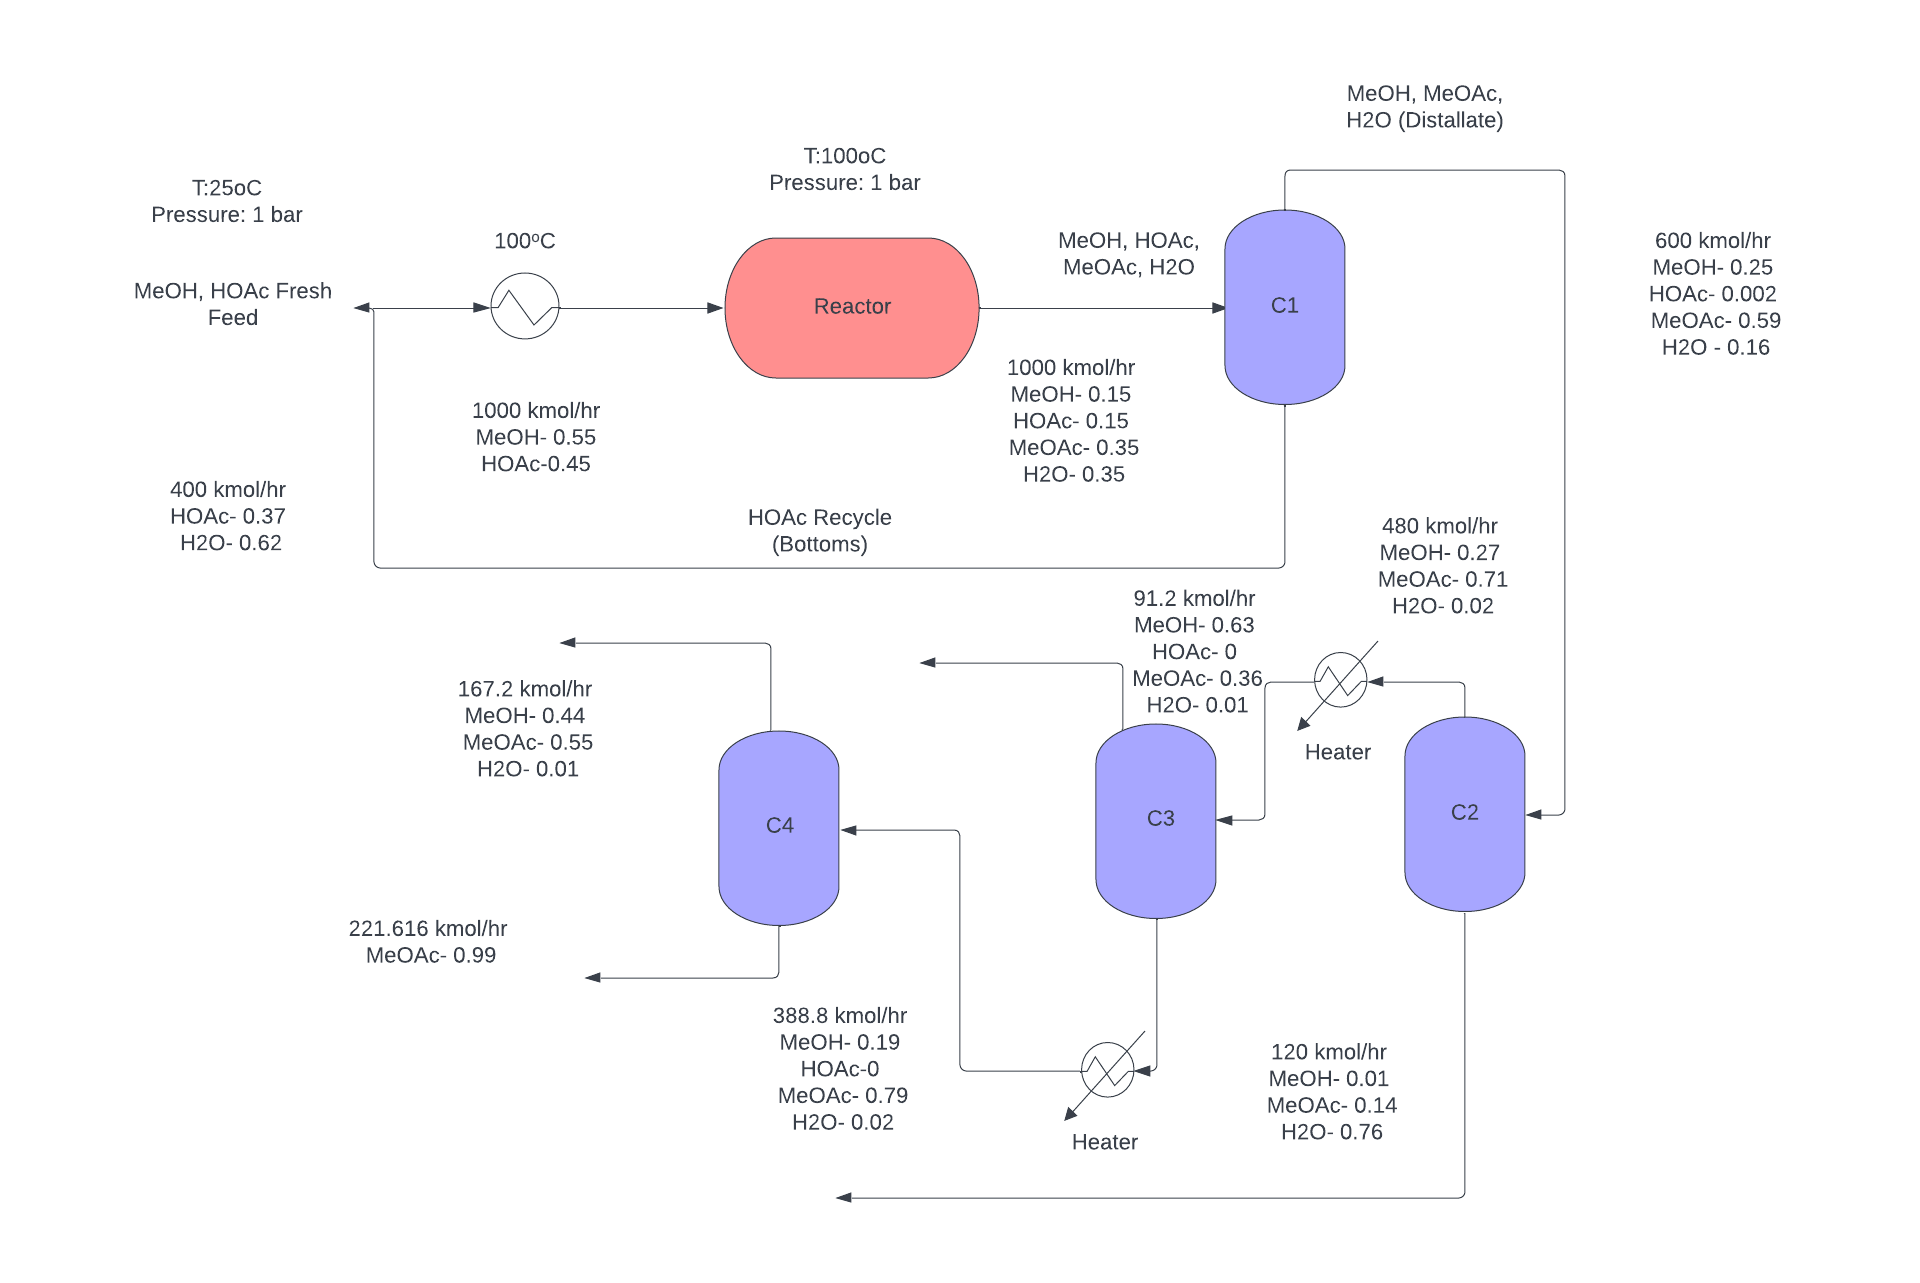 MeOH, MeOAc,
H2O (Distallate)
T:100oC
Pressure: 1 bar
T:25oC
Pressure: 1 bar
100ºC
MeOH, HOAc Fresh
Feed
Reactor
MeOH, HOAc,
MeOAc, H2O
C1
600 kmol/hr
MeOH- 0.25
HOAc- 0.002
MeOAc- 0.59
H2O - 0.16
1000 kmol/hr
MeOH- 0.55
HOAc-0.45
1000 kmol/hr
MeOH- 0.15
HOAc- 0.15
MeOAc- 0.35
H2O- 0.35
400 kmol/hr
HOAc- 0.37
H2O- 0.62
HOAc Recycle
(Bottoms)
480 kmol/hr
MeOH- 0.27
MeOAc- 0.71
H2O- 0.02
91.2 kmol/hr
MeOH- 0.63
HOAc- 0
MeOAc- 0.36
H2O- 0.01
Heater
167.2 kmol/hr
MeOH- 0.44
MeOAc- 0.55
H2O- 0.01
C4
C3
C2
221.616 kmol/hr
MeOAc- 0.99
388.8 kmol/hr
MeOH- 0.19
HOAc-0
MeOAc- 0.79
H2O- 0.02
Heater
120 kmol/hr
MeOH- 0.01
MeOAc- 0.14
H2O- 0.76